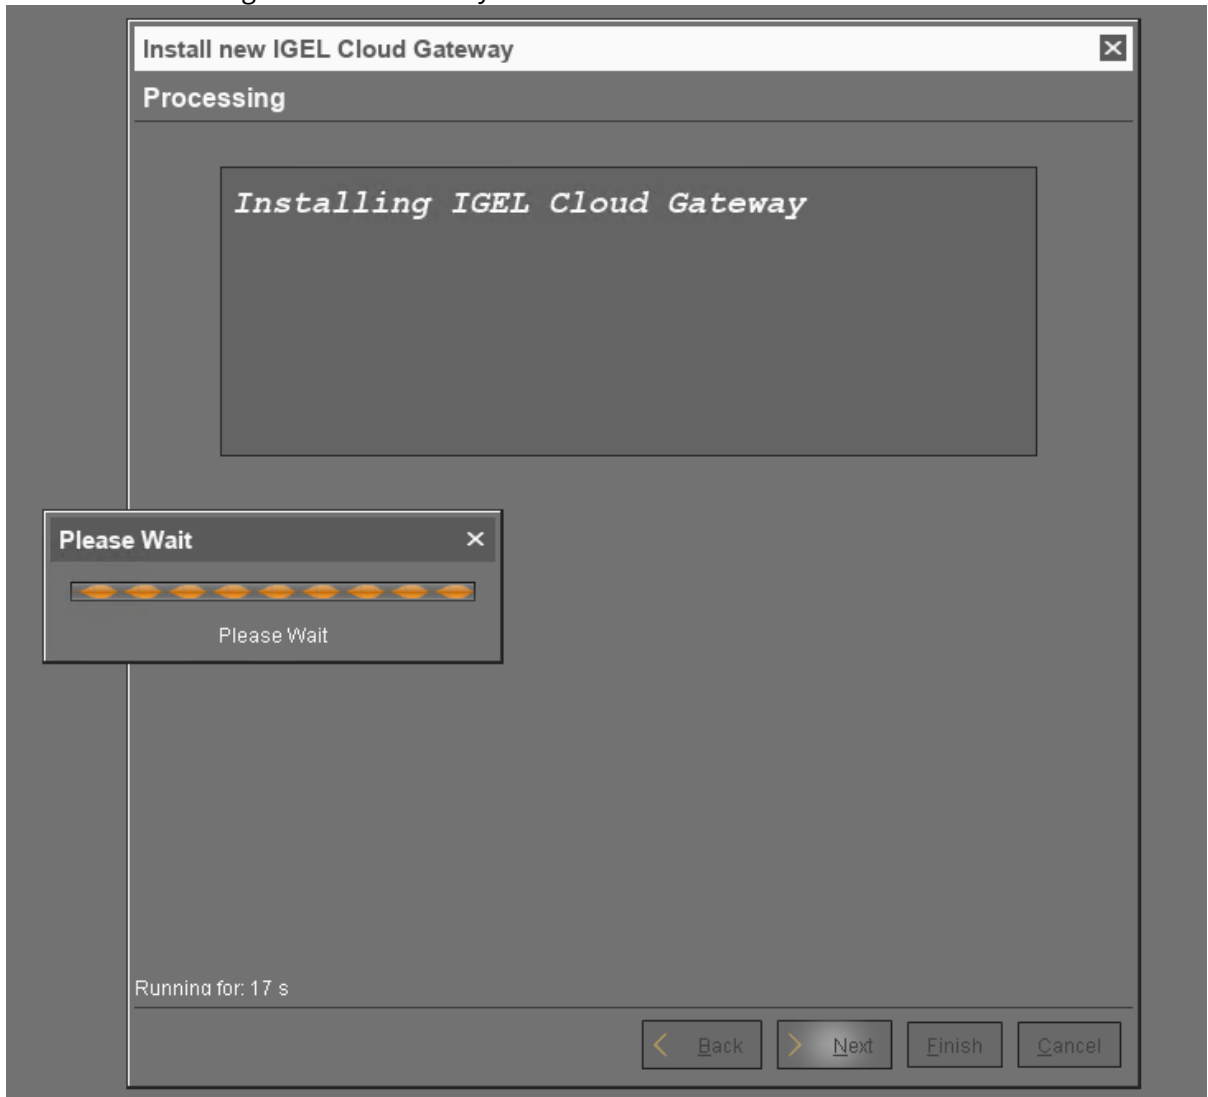 Install new IGEL Cloud Gateway
Processing
Installing IGEL Cloud Gateway
Please Wait
Please Wait
Running for: 17 s
Back Next Finish Cancel